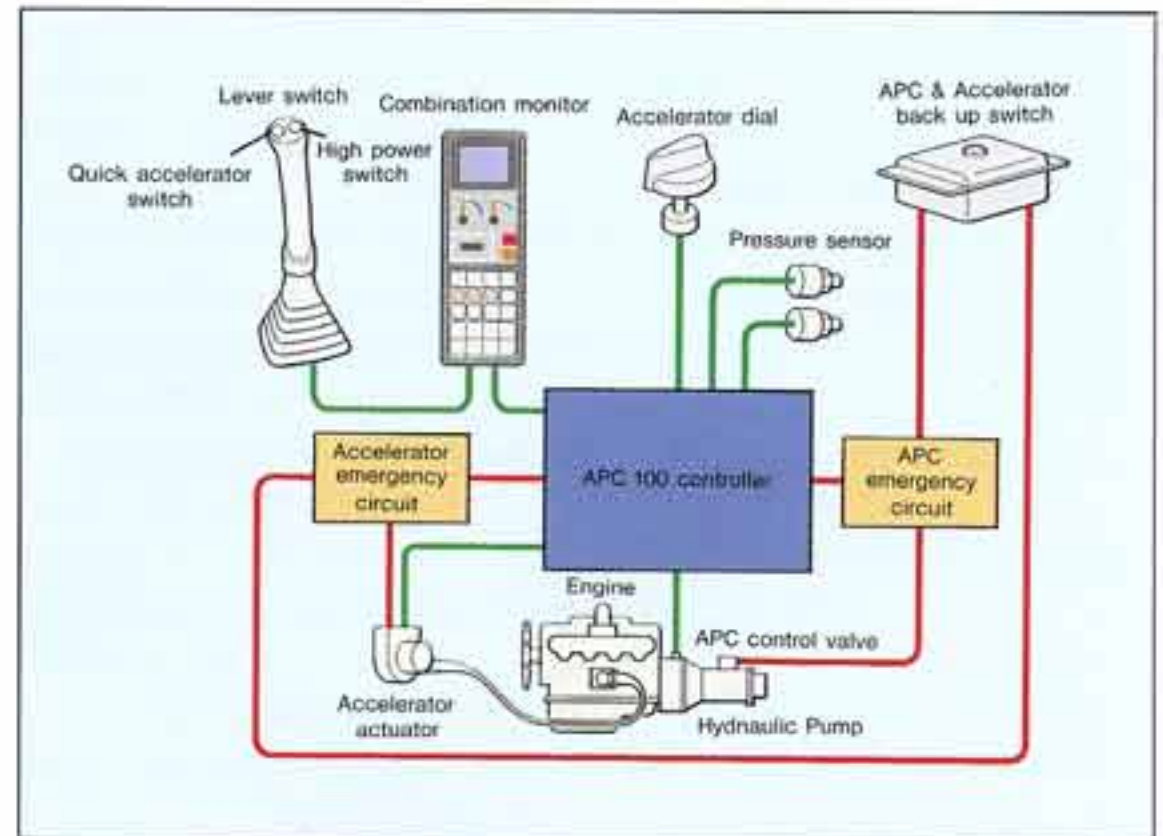 Lever switch
Quick accelerator
switch
High power
switch
Combination monitor
Accelerator dial
APC & Accelerator
back up switch
Pressure sensor
Accelerator
emergency
circuit
APC 100 controller
APC
emergency
circuit
Engine
APC control valve
Accelerator
actuator
Hydnaulic Pump